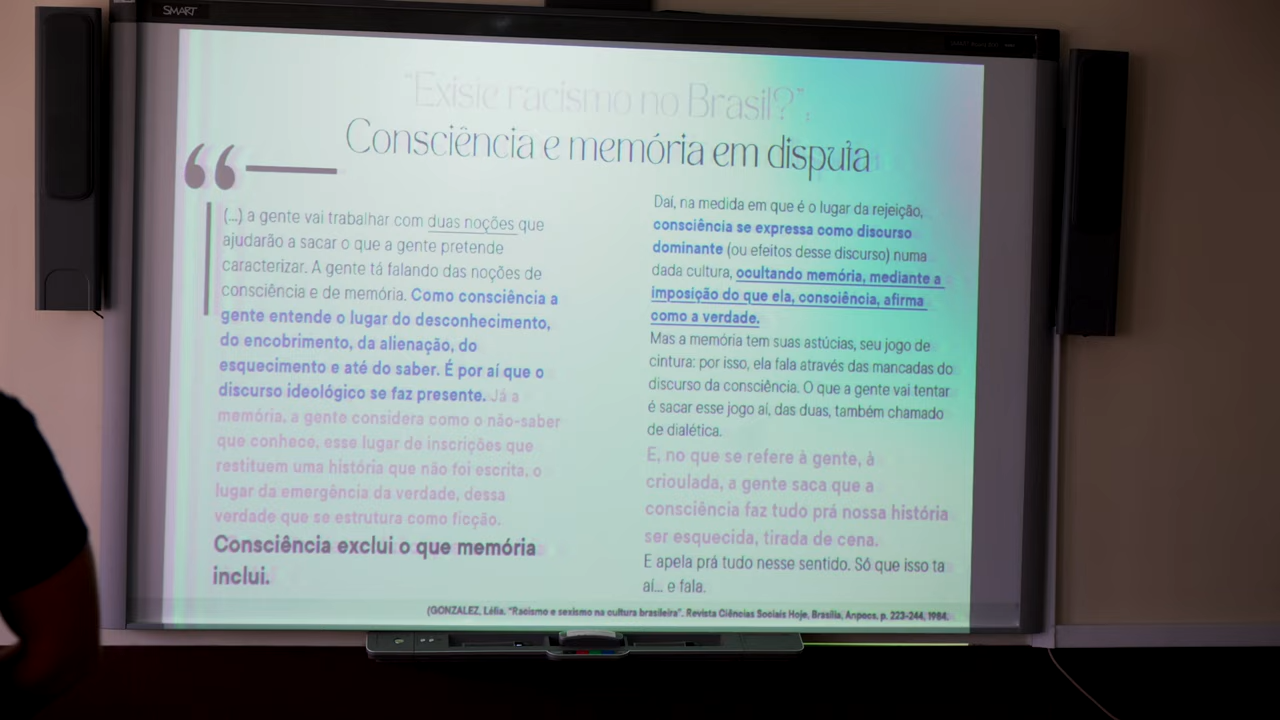 SMART
"Existe racismo no Brasil?":
Consciência e memória em disputa
(...) a gente vai trabalhar com duas noções que
ajudarão a sacar o que a gente pretende
caracterizar. A gente tá falando das noções de
consciência e de memória. Como consciência a
gente entende o lugar do desconhecimento,
do encobrimento, da alienação, do
esquecimento e até do saber. É por aí que o
discurso ideológico se faz presente. Já a
memória, a gente considera como o não-saber
que conhece, esse lugar de inscrições que
restituem uma história que não foi escrita, o
lugar da emergência da verdade, dessa
verdade que se estrutura como ficção.
Consciência exclui o que memória
inclui.
Daí, na medida em que é o lugar da rejeição,
consciência se expressa como discurso
dominante (ou efeitos desse discurso) numa
dada cultura, ocultando memória, mediante a
imposição do que ela, consciência, afirma
como a verdade.
Mas a memória tem suas astúcias, seu jogo de
cintura: por isso, ela fala através das mancadas do
discurso da consciência. O que a gente vai tentar
é sacar esse jogo aí, das duas, também chamado
de dialética.
E, no que se refere à gente, à
crioulada, a gente saca que a
consciência faz tudo prá nossa história
ser esquecida, tirada de cena.
E apela prá tudo nesse sentido. Só que isso ta
aí... e fala.
(GONZALEZ, Lélia. "Racismo e sexismo na cultura brasileira". Revista Ciências Sociais Hoje, Brasília, Anpocs, p. 223-244, 1984.